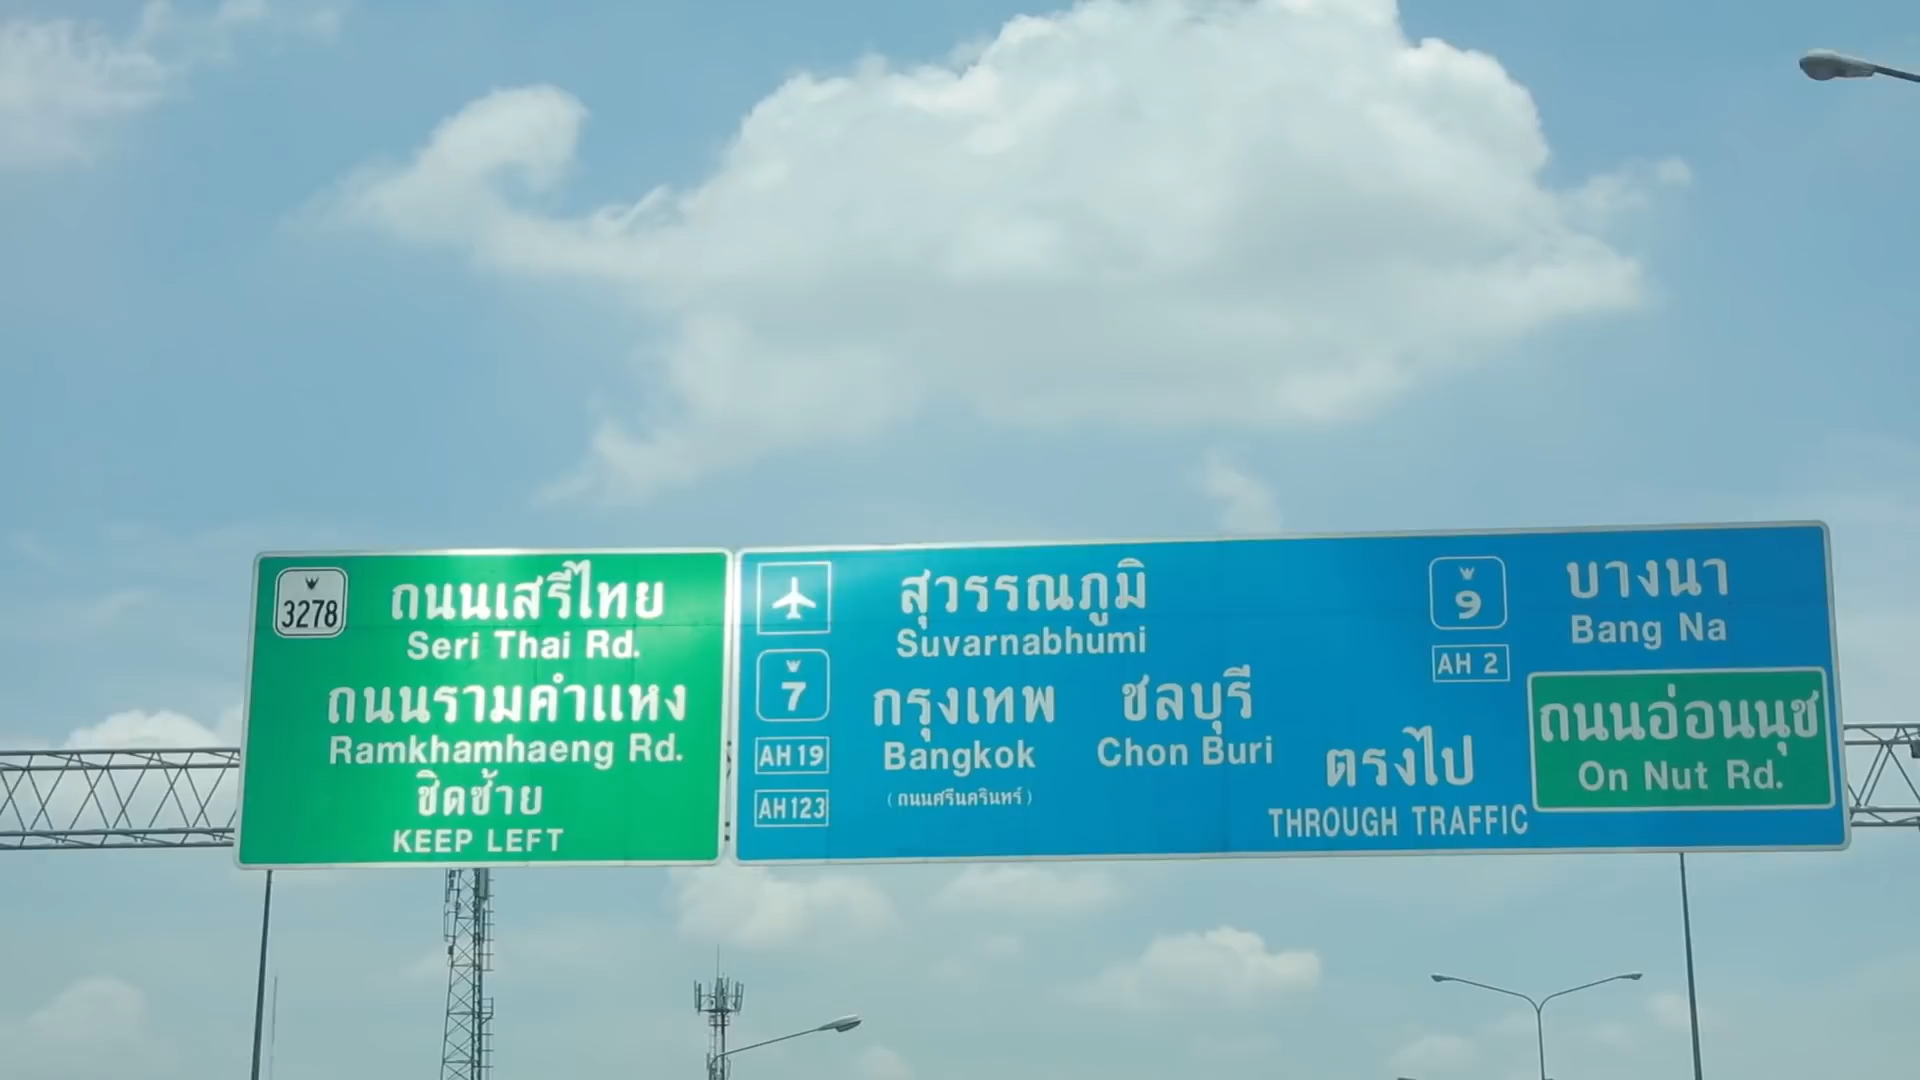 3278
ถนนเสรีไทย
Seri Thai Rd.
ถนนรามคำแหง
Ramkhamhaeng Rd.
ชิดซ้าย
KEEP LEFT
สุวรรณภูมิ
Suvarnabhumi
7
AH 19
AH 123
กรุงเทพ
Bangkok
(ถนนศรีนครินทร์)
ชลบุรี
Chon Buri
ตรงไป
THROUGH TRAFFIC
9
AH 2
บางนา
Bang Na
ถนนอ่อนนุช
On Nut Rd.